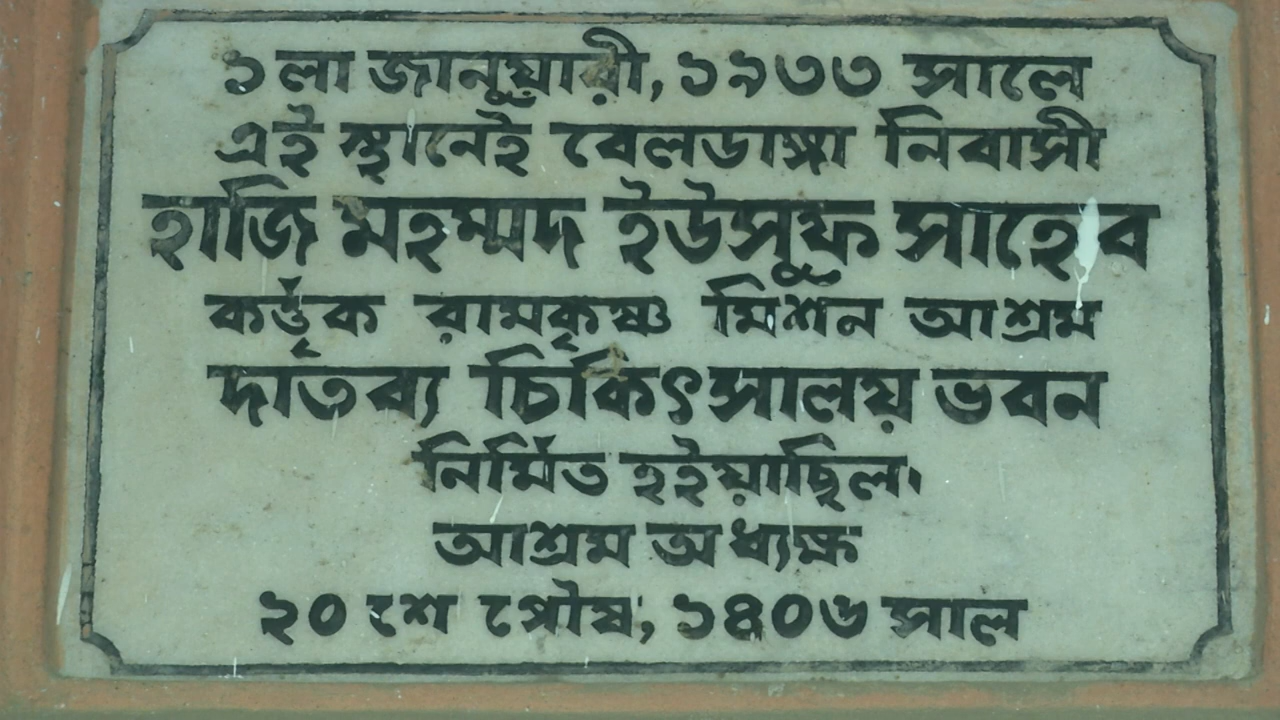 ১লা জানুয়ারী, ১৯৩৩ সালে
এই স্থানেই বেলডাঙ্গা নিবাসী
হাজি মহম্মদ ইউসুফ সাহেব
কর্ত্তৃক রামকৃষ্ণ মিশন আশ্রম
দাতব্য চিকিৎসালয় ভবন
নির্মিত হইয়াছিল।
আশ্রম অধ্যক্ষ
২০ শে পৌষ, ১৪০৬ সাল